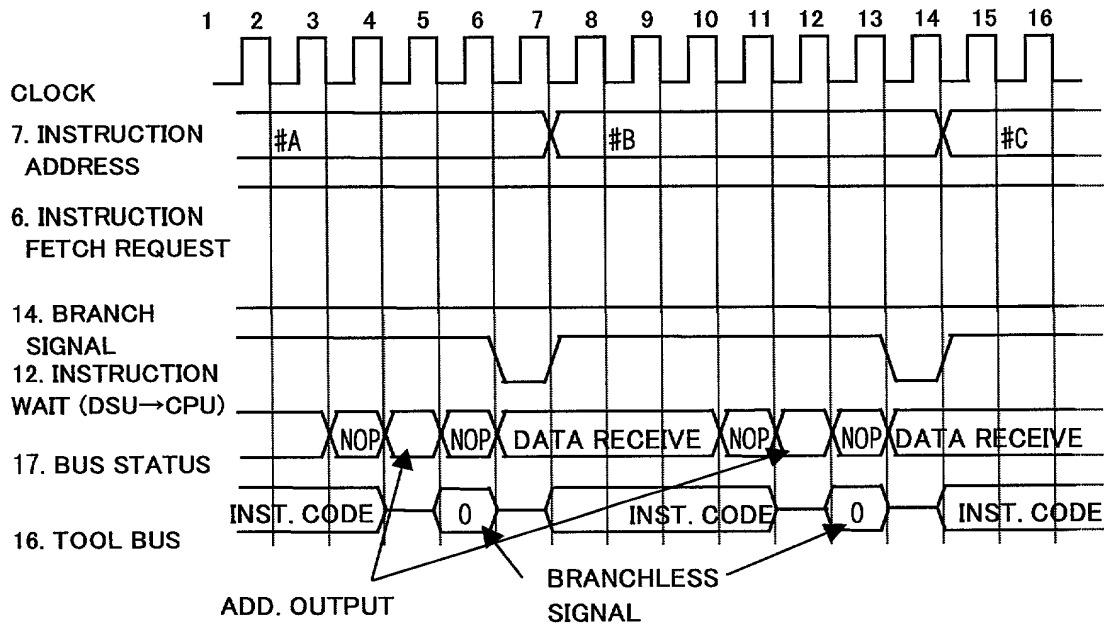 1 2 3 4 5 6 7 8 9 10 11 12 13 14 15 16
CLOCK
7. INSTRUCTION
ADDRESS
#A #B #C
6. INSTRUCTION
FETCH REQUEST
14. BRANCH
SIGNAL
12. INSTRUCTION
WAIT (DSU→CPU)
NOP NOP DATA RECEIVE NOP NOP DATA RECEIVE
17. BUS STATUS
INST. CODE 0 INST. CODE 0 INST. CODE
16. TOOL BUS
BRANCHLESS
SIGNAL
ADD. OUTPUT